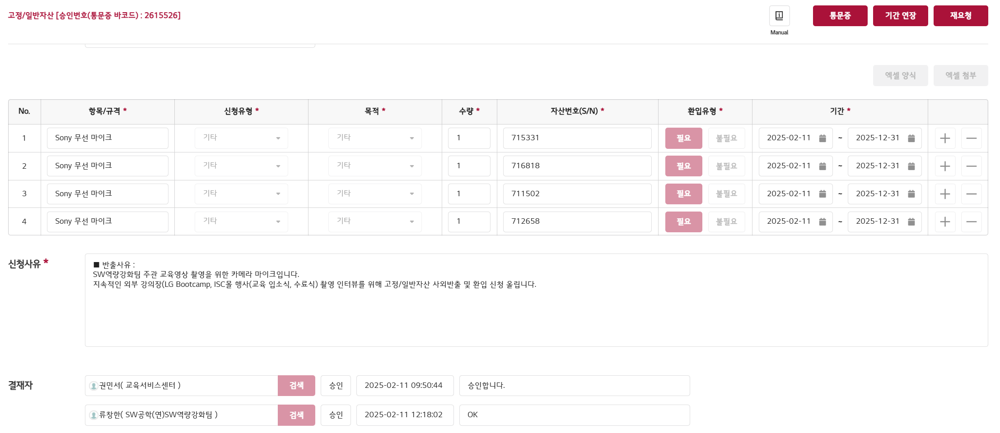 고정/일반자산 [승인번호(통문증 바코드) : 2615526]
Manual
통문증
기간 연장
재요청
엑셀 양식
엑셀 첨부
No. 항목/규격 * 신청유형 * 목적 * 수량 * 자산번호(S/N) * 환입유형 * 기간 *
1 Sony 무선 마이크 기타 기타 1 715331 필요 불필요 2025-02-11 ~ 2025-12-31
2 Sony 무선 마이크 기타 기타 1 716818 필요 불필요 2025-02-11 ~ 2025-12-31
3 Sony 무선 마이크 기타 기타 1 711502 필요 불필요 2025-02-11 ~ 2025-12-31
4 Sony 무선 마이크 기타 기타 1 712658 필요 불필요 2025-02-11 ~ 2025-12-31
신청사유 *
■ 반출사유 :
SW역량강화팀 주관 교육영상 촬영을 위한 카메라 마이크입니다.
지속적인 외부 강의장(LG Bootcamp, ISC몰 행사(교육 입소식, 수료식) 촬영 인터뷰를 위해 고정/일반자산 사외반출 및 환입 신청 올립니다.
결재자
권민서( 교육서비스센터 ) 검색 승인 2025-02-11 09:50:44 승인합니다.
류창한( SW공학(연)SW역량강화팀 ) 검색 승인 2025-02-11 12:18:02 OK